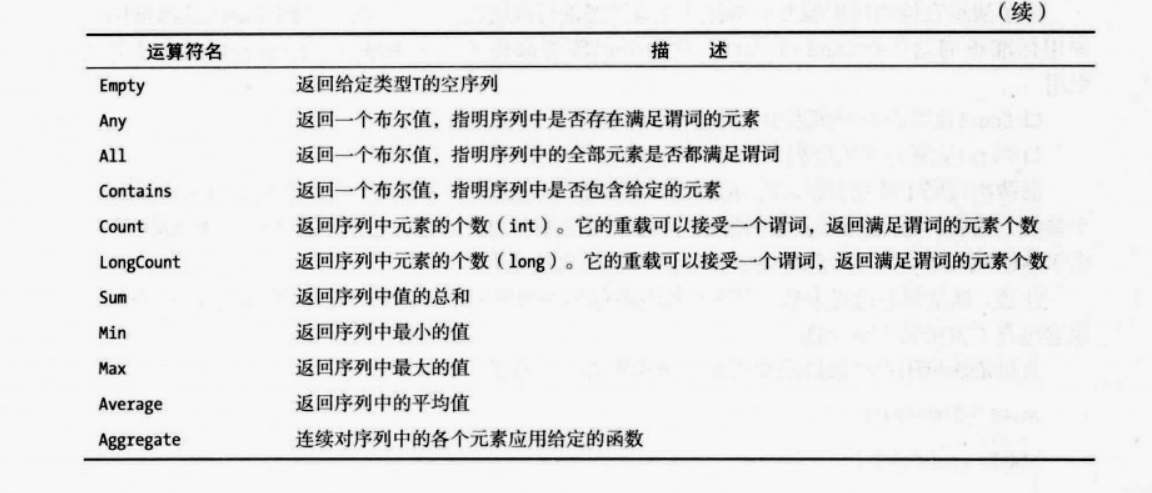 (续)
运算符名 描 述
Empty 返回给定类型T的空序列
Any 返回一个布尔值，指明序列中是否存在满足谓词的元素
All 返回一个布尔值，指明序列中的全部元素是否都满足谓词
Contains 返回一个布尔值，指明序列中是否包含给定的元素
Count 返回序列中元素的个数（int）。它的重载可以接受一个谓词，返回满足谓词的元素个数
LongCount 返回序列中元素的个数（long）。它的重载可以接受一个谓词，返回满足谓词的元素个数
Sum 返回序列中值的总和
Min 返回序列中最小的值
Max 返回序列中最大的值
Average 返回序列中的平均值
Aggregate 连续对序列中的各个元素应用给定的函数